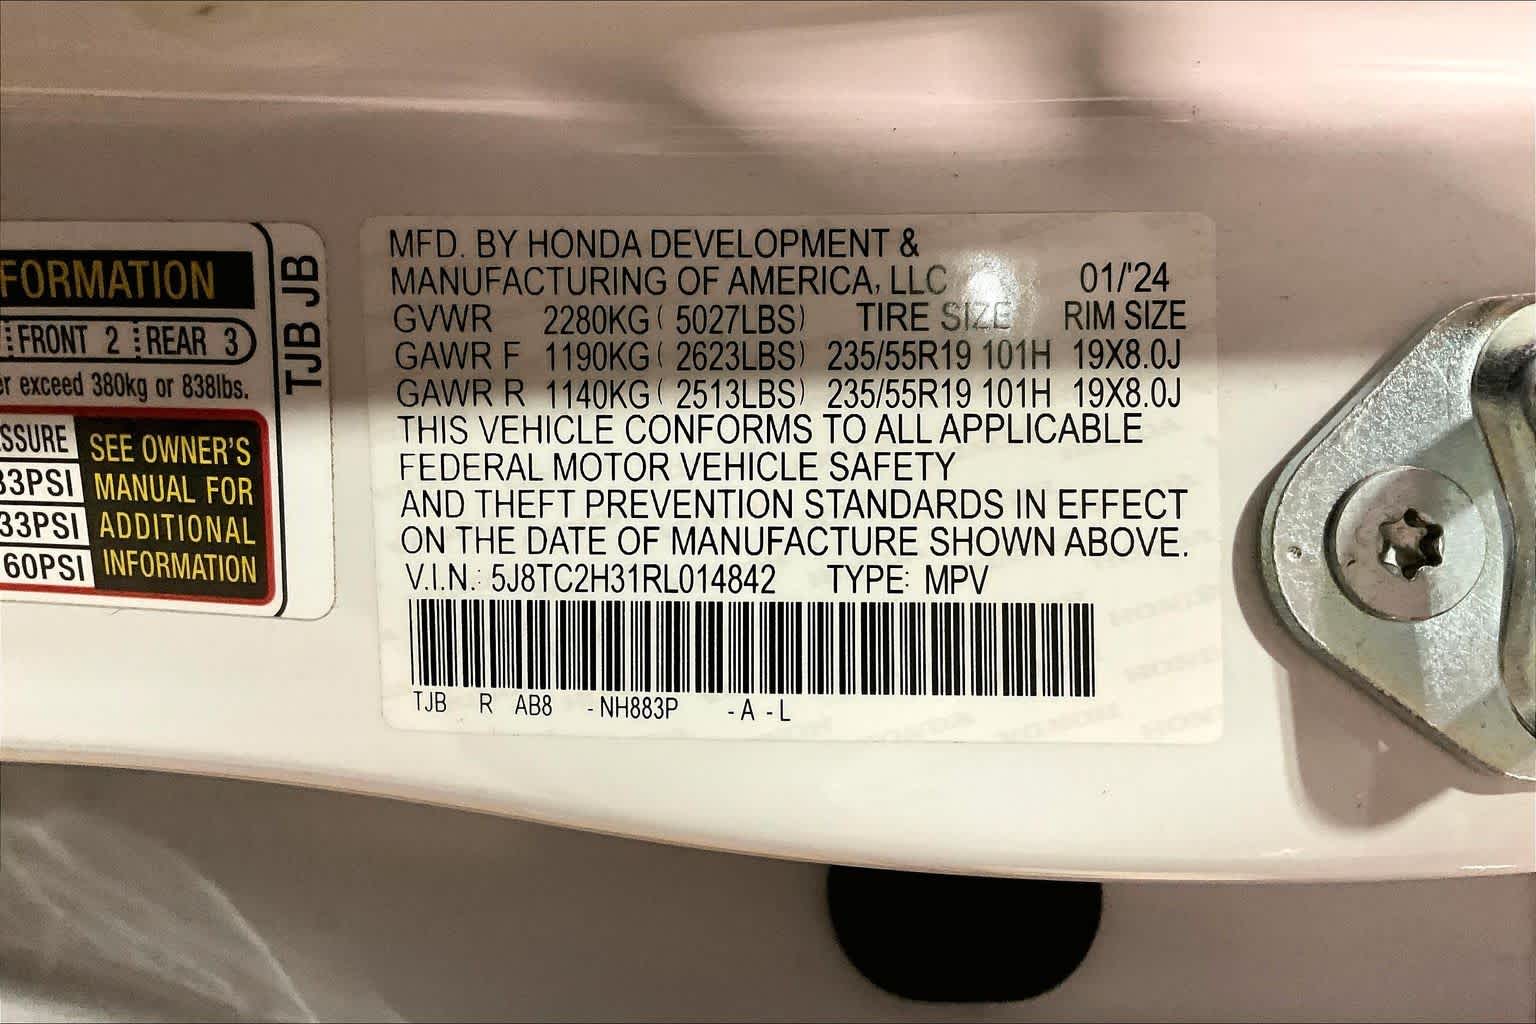 FORMATION
FRONT 2 REAR 3
er exceed 380kg or 838lbs.
SSURE
33PSI
33PSI
60PSI
SEE OWNER'S
MANUAL FOR
ADDITIONAL
INFORMATION
TJB JB
MFD. BY HONDA DEVELOPMENT &
MANUFACTURING OF AMERICA, LLC 01/'24
GVWR 2280KG ( 5027LBS) TIRE SIZE RIM SIZE
GAWR F 1190KG ( 2623LBS) 235/55R19 101H 19X8.0J
GAWR R 1140KG ( 2513LBS) 235/55R19 101H 19X8.0J
THIS VEHICLE CONFORMS TO ALL APPLICABLE
FEDERAL MOTOR VEHICLE SAFETY
AND THEFT PREVENTION STANDARDS IN EFFECT
ON THE DATE OF MANUFACTURE SHOWN ABOVE.
V.I.N.: 5J8TC2H31RL014842 TYPE: MPV
TJB R AB8 - NH883P - A - L